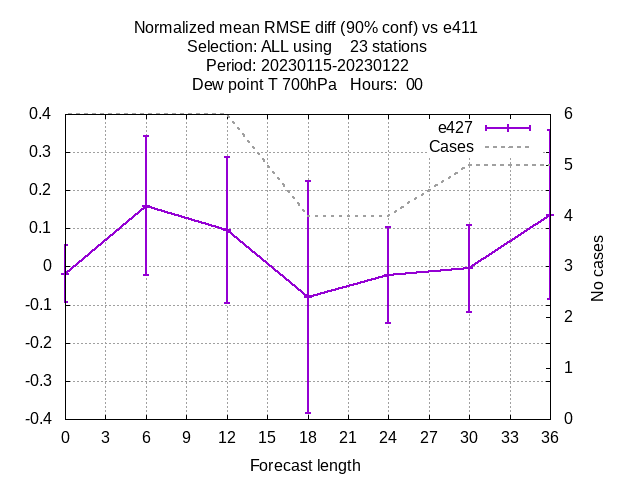 Normalized mean RMSE diff (90% conf) vs e411
Selection: ALL using    23 stations
Period: 20230115-20230122
Dew point T 700hPa   Hours:  00
e427
Cases
0.4
0.3
0.2
0.1
0
-0.1
-0.2
-0.3
-0.4
6
5
4
3
2
1
0
No cases
0 3 6 9 12 15 18 21 24 27 30 33 36
Forecast length